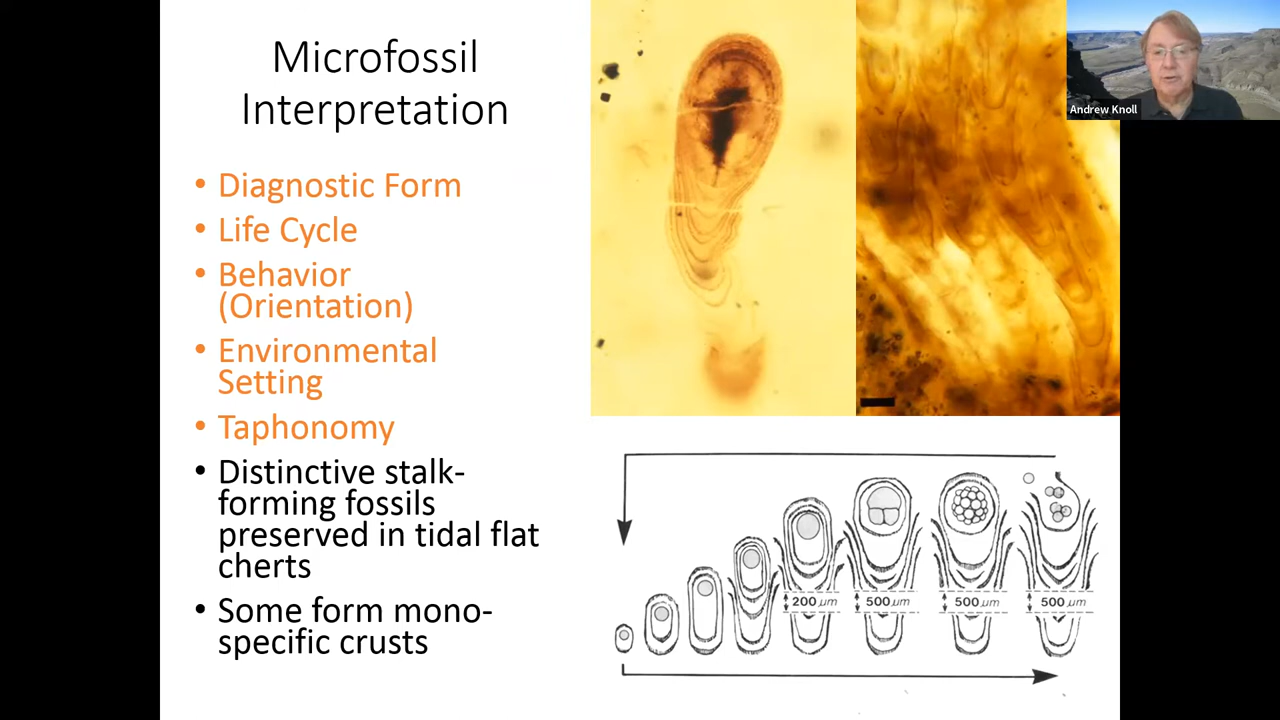 Microfossil
Interpretation
• Diagnostic Form
• Life Cycle
• Behavior
(Orientation)
• Environmental
Setting
• Taphonomy
• Distinctive stalk-
forming fossils
preserved in tidal flat
cherts
• Some form mono-
specific crusts
Andrew Knoll
200 μm
500 μm
500 μm
500 μm